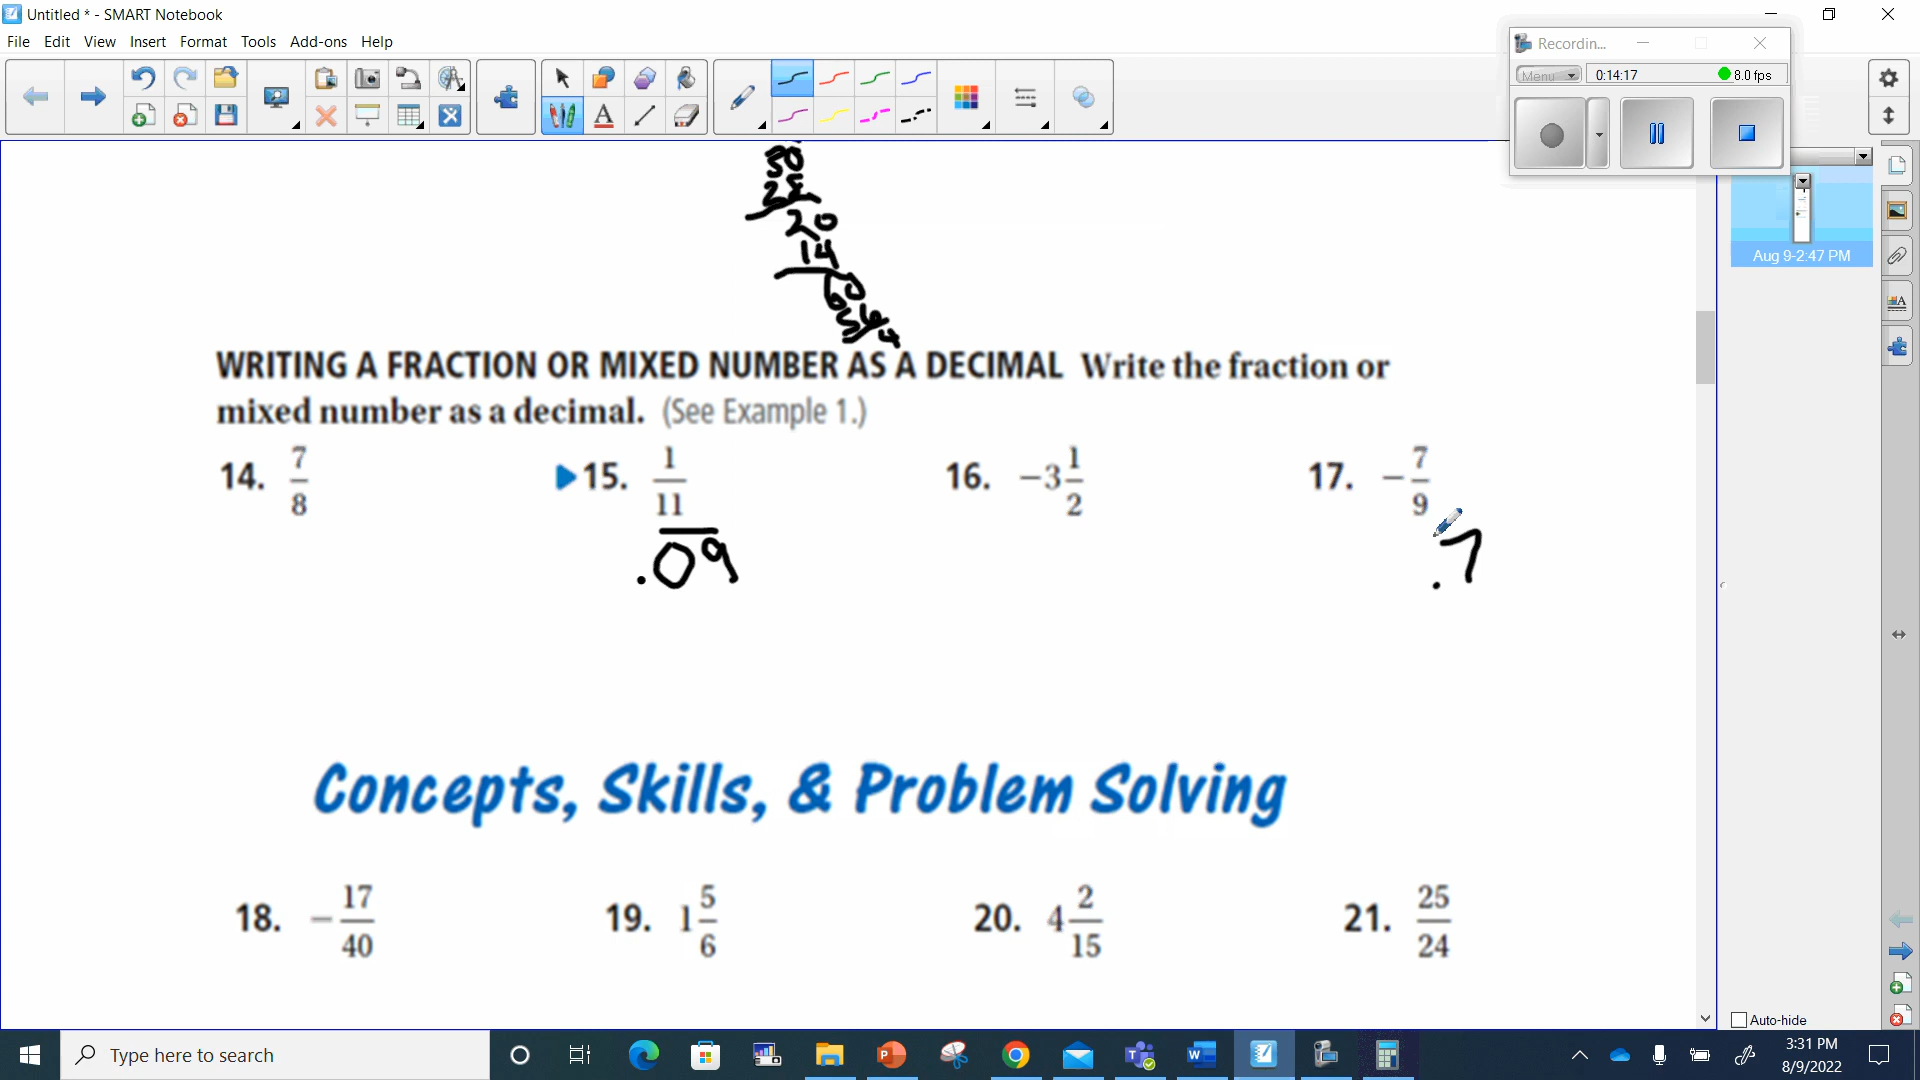 Untitled * - SMART Notebook
File Edit View Insert Format Tools Add-ons Help
Recordin...
Menu 0:14:17 8.0 fps
Aug 9-2:47 PM
20
14
WRITING A FRACTION OR MIXED NUMBER AS A DECIMAL Write the fraction or
mixed number as a decimal. (See Example 1.)
14. 7/8 15. 1/11 16. -3 1/2 17. -7/9
.09 .7
Concepts, Skills, & Problem Solving
18. -17/40 19. 1 5/6 20. 4 2/15 21. 25/24
Auto-hide
Type here to search
3:31 PM
8/9/2022